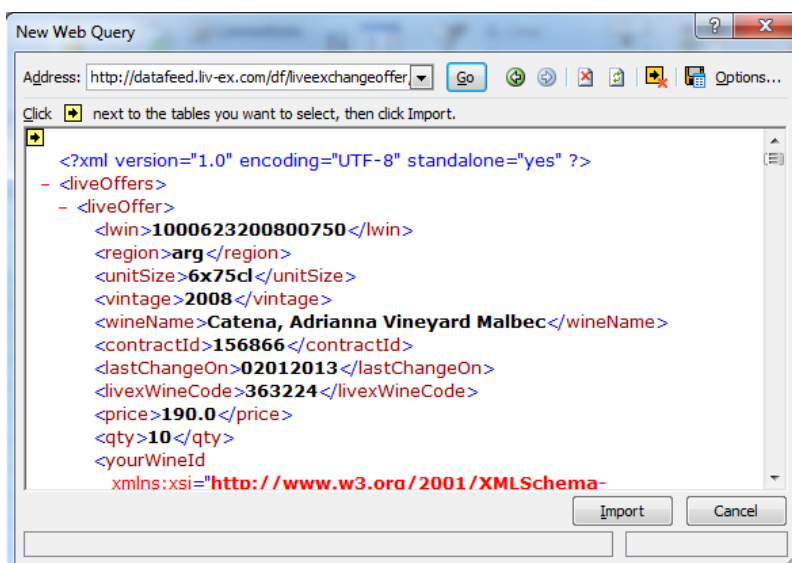 New Web Query
Address: http://datafeed.liv-ex.com/df/liveexchangeoffer, Go Options...
Click next to the tables you want to select, then click Import.
<?xml version="1.0" encoding="UTF-8" standalone="yes" ?>
- <liveOffers>
- <liveOffer>
<lwin>1000623200800750</lwin>
<region>arg</region>
<unitSize>6x75cl</unitSize>
<vintage>2008</vintage>
<wineName>Catena, Adrianna Vineyard Malbec</wineName>
<contractId>156866</contractId>
<lastChangeOn>02012013</lastChangeOn>
<livexWineCode>363224</livexWineCode>
<price>190.0</price>
<qty>10</qty>
<yourWineId
xmlns:xsi="http://www.w3.org/2001/XMLSchema-
Import Cancel